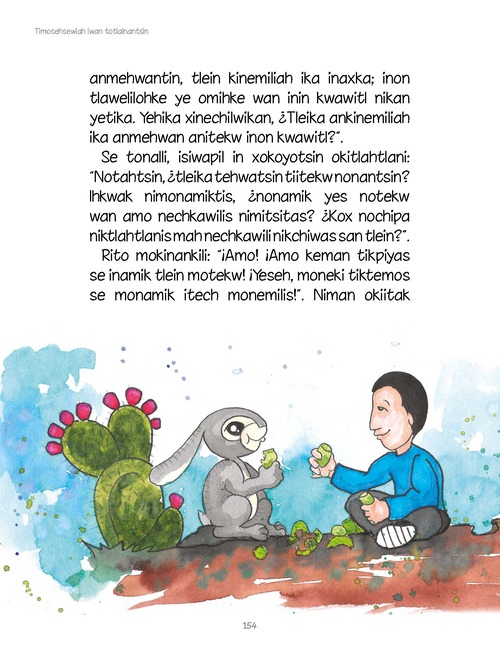 Timosehsewiah iwan totlalnantsin
anmehwantin, tlein kinemiliah ika inaxka; inon
tlawelilohke ye omihke wan inin kwawitl nikan
yetika. Yehika xinechilwikan, ¿Tleika ankinemiliah
ika anmehwan anitekw inon kwawitl?”.
Se tonalli, isiwapil in xokoyotsin okitlahtlani:
“Notahtsin, ¿tleika tehwatsin tiitekw nonantsin?
Ihkwak nimonamiktis, ¿nonamik yes notekw
wan amo nechkawilis nimitsitas? ¿Kox nochipa
niktlahtlanis mah nechkawili nikchiwas san tlein?”.
Rito mokinankili: “¡Amo! ¡Amo keman tikpiyas
se inamik tlein motekw! ¡Yeseh, moneki tiktemos
se monamik itech monemilis!”. Niman okiitak
154